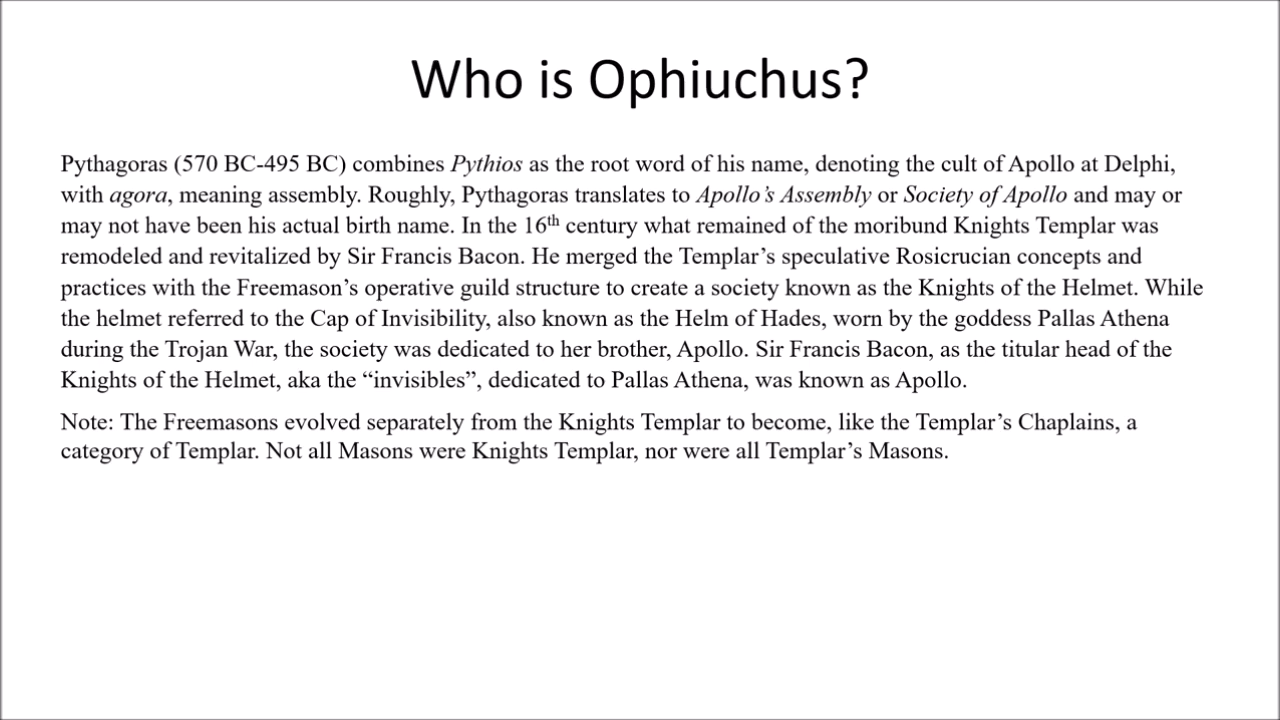 Who is Ophiuchus?
Pythagoras (570 BC-495 BC) combines Pythios as the root word of his name, denoting the cult of Apollo at Delphi,
with agora, meaning assembly. Roughly, Pythagoras translates to Apollo’s Assembly or Society of Apollo and may or
may not have been his actual birth name. In the 16th century what remained of the moribund Knights Templar was
remodeled and revitalized by Sir Francis Bacon. He merged the Templar’s speculative Rosicrucian concepts and
practices with the Freemason’s operative guild structure to create a society known as the Knights of the Helmet. While
the helmet referred to the Cap of Invisibility, also known as the Helm of Hades, worn by the goddess Pallas Athena
during the Trojan War, the society was dedicated to her brother, Apollo. Sir Francis Bacon, as the titular head of the
Knights of the Helmet, aka the “invisibles”, dedicated to Pallas Athena, was known as Apollo.
Note: The Freemasons evolved separately from the Knights Templar to become, like the Templar’s Chaplains, a
category of Templar. Not all Masons were Knights Templar, nor were all Templar’s Masons.